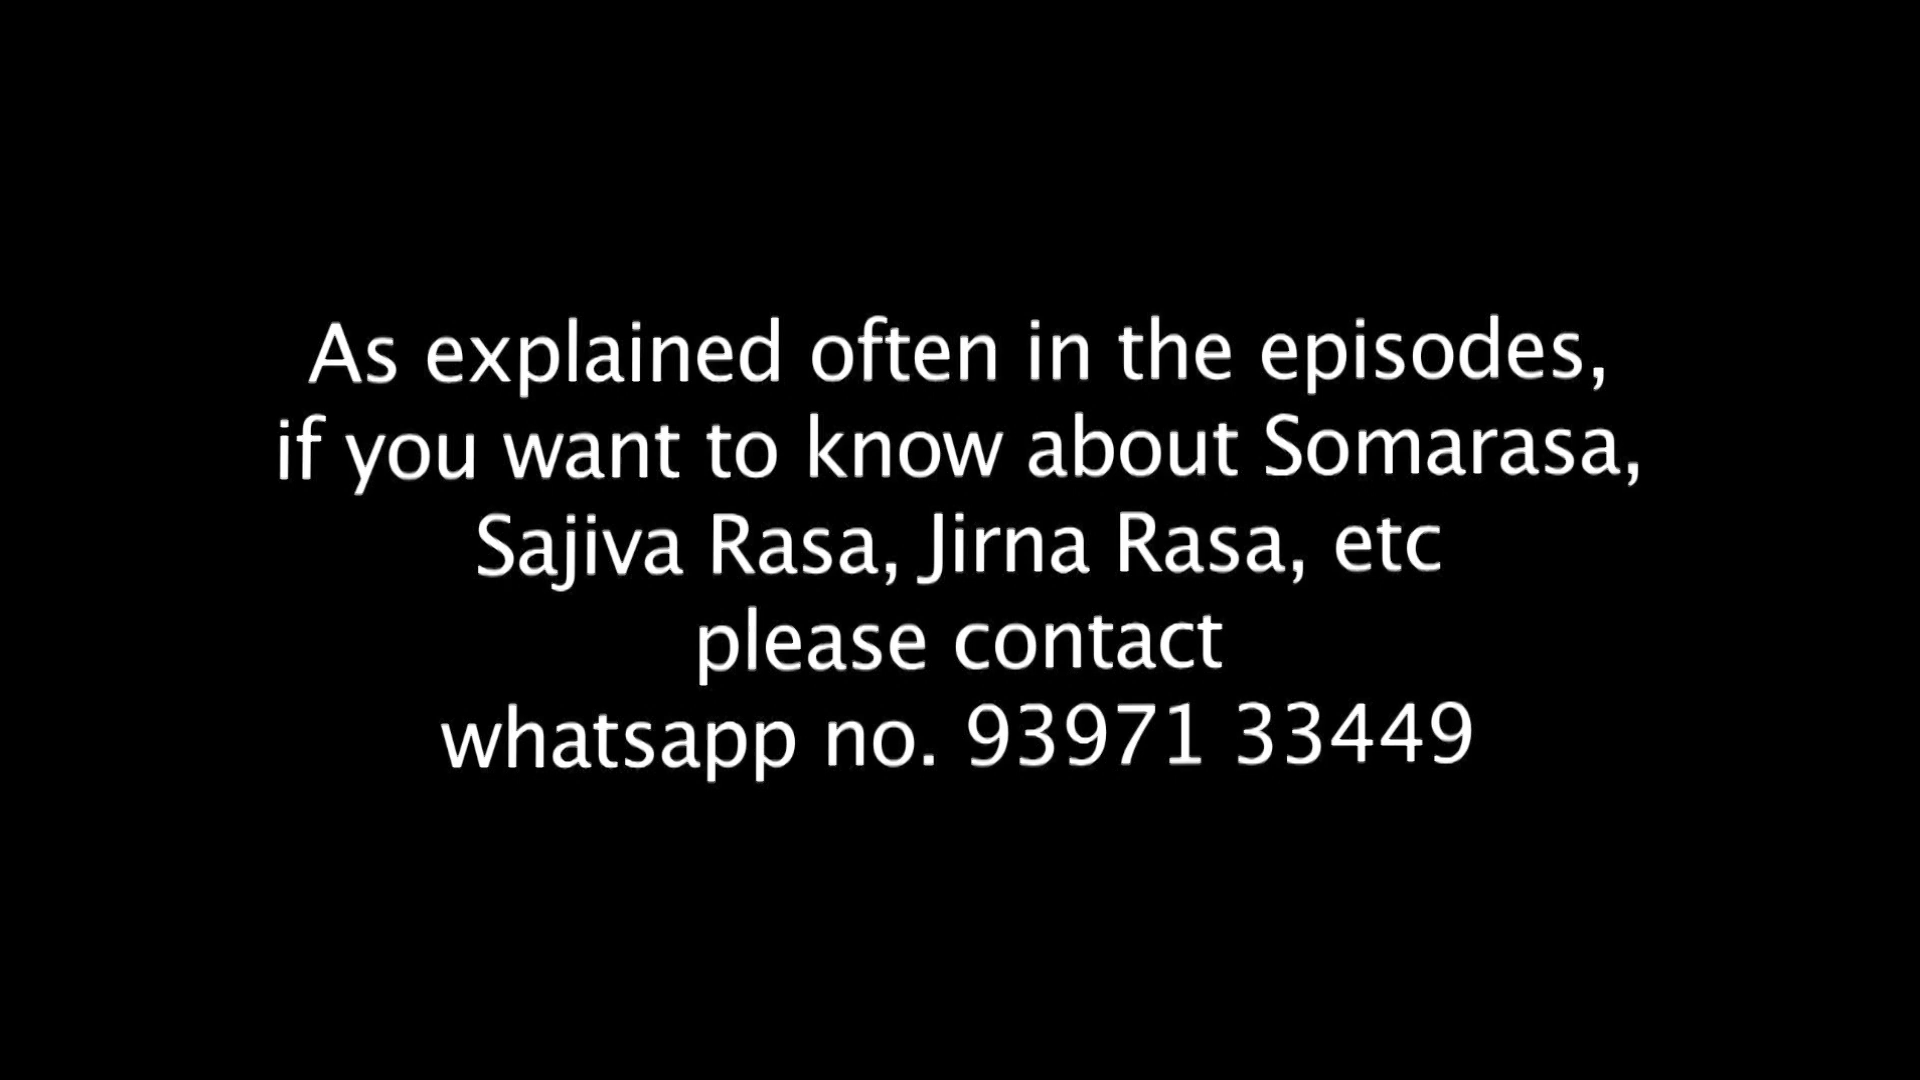 As explained often in the episodes,
if you want to know about Somarasa,
Sajiva Rasa, Jirna Rasa, etc
please contact
whatsapp no. 93971 33449